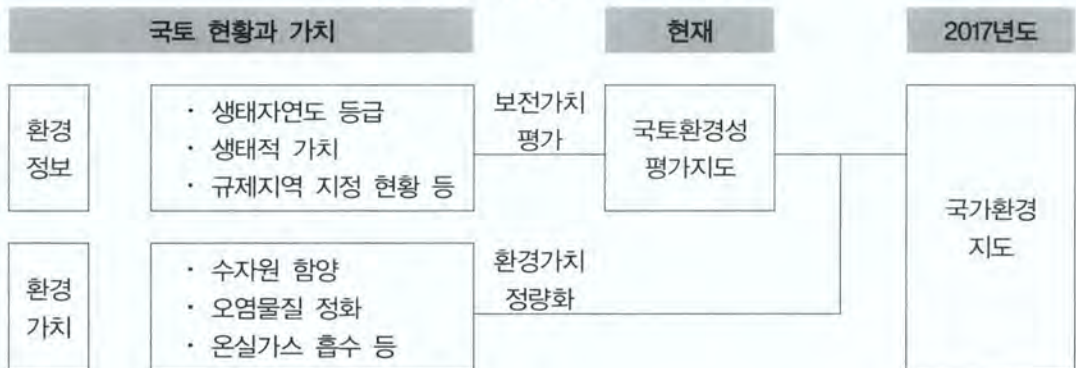 국토 현황과 가치
현재
2017년도
환경
정보
· 생태자연도 등급
· 생태적 가치
· 규제지역 지정 현황 등
보전가치
평가
국토환경성
평가지도
국가환경
지도
환경
가치
· 수자원 함양
· 오염물질 정화
· 온실가스 흡수 등
환경가치
정량화